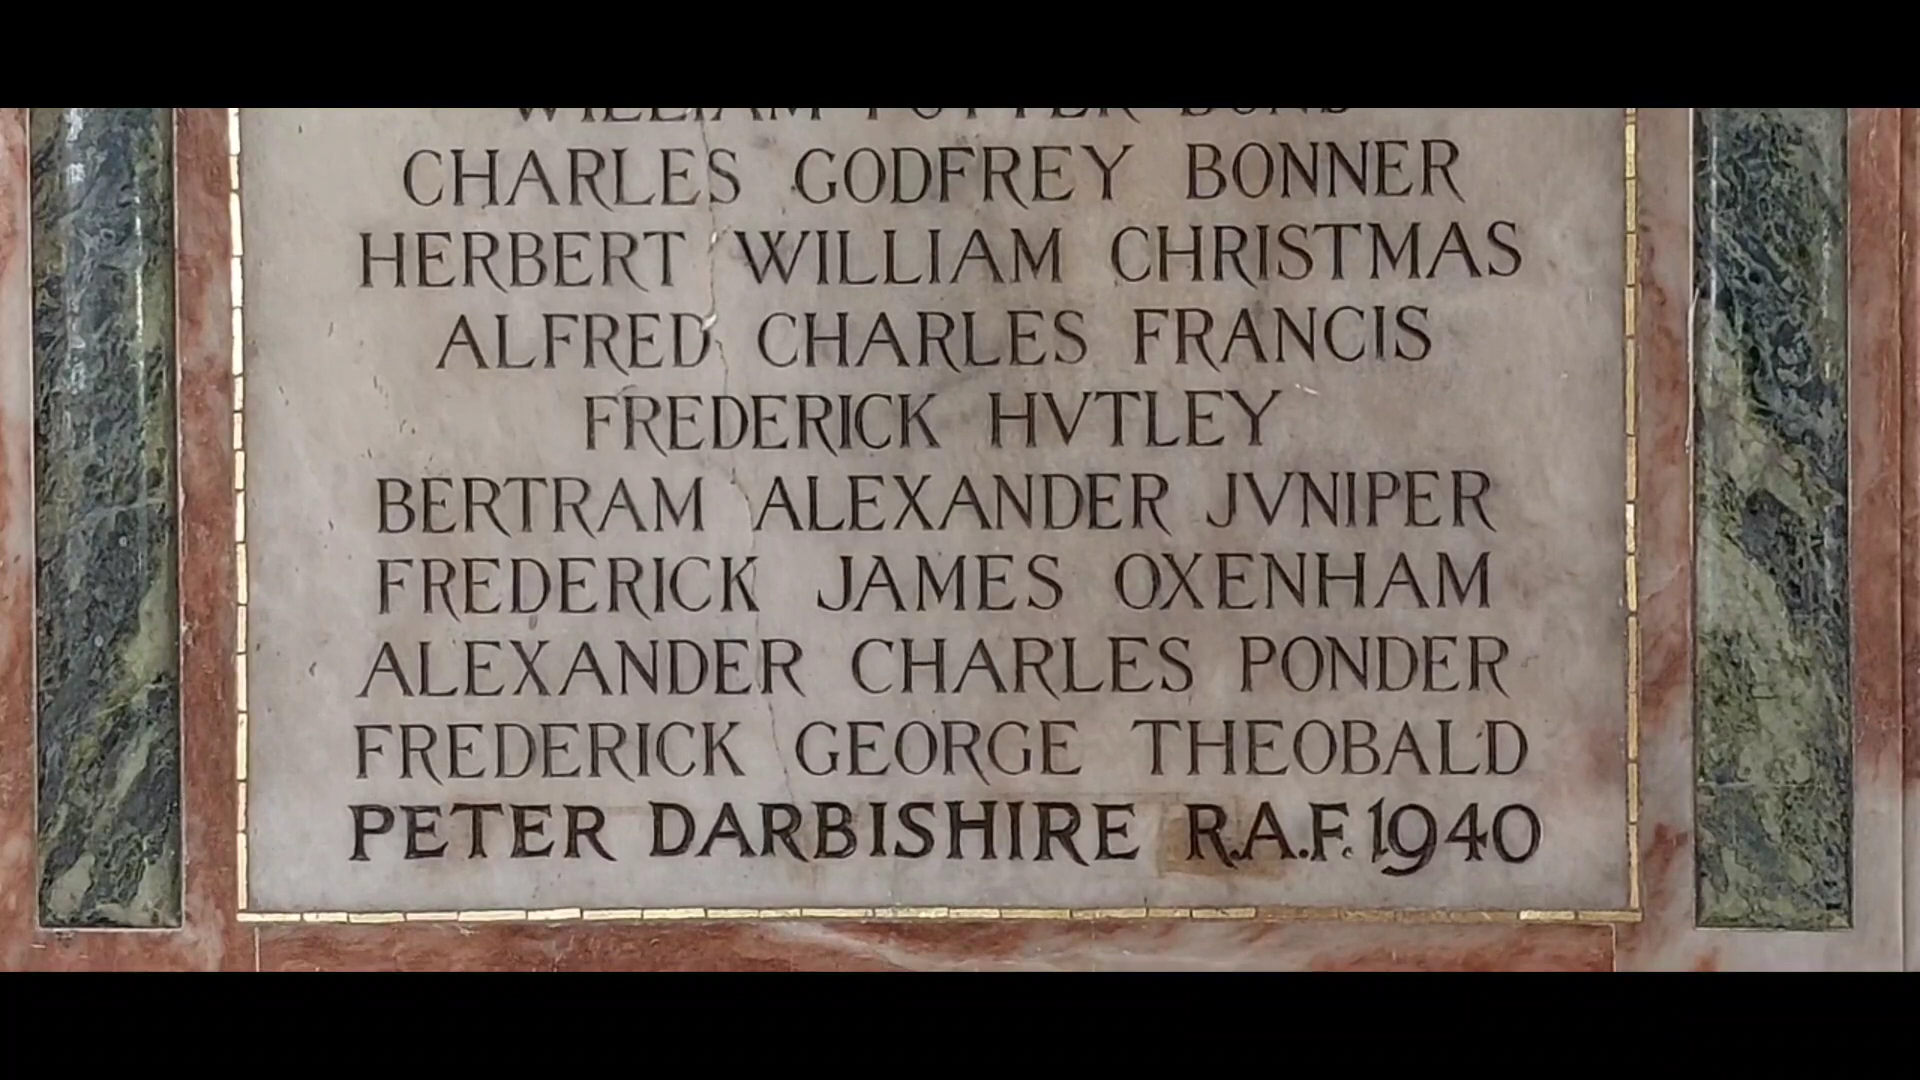 CHARLES GODFREY BONNER
HERBERT WILLIAM CHRISTMAS
ALFRED CHARLES FRANCIS
FREDERICK HVTLEY
BERTRAM ALEXANDER JVNIPER
FREDERICK JAMES OXENHAM
ALEXANDER CHARLES PONDER
FREDERICK GEORGE THEOBALD
PETER DARBISHIRE R.A.F. 1940